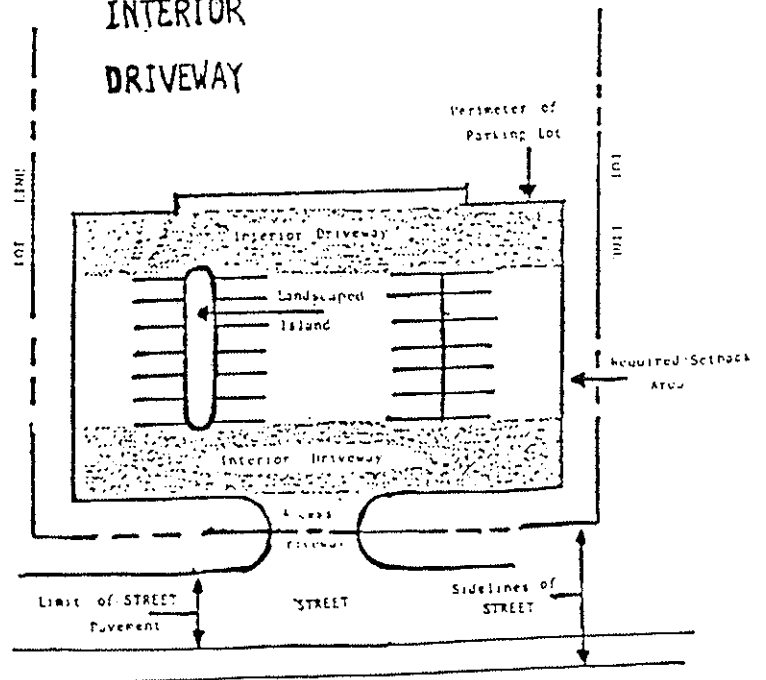 INTERIOR
DRIVEWAY
Perimeter of
Parking Lot
LOT LINE
LOT LINE
Interior Driveway
Landscaped
Island
Required Setback
Area
Interior Driveway
Access
Driveway
Limit of STREET
Pavement
STREET
Sidelines of
STREET